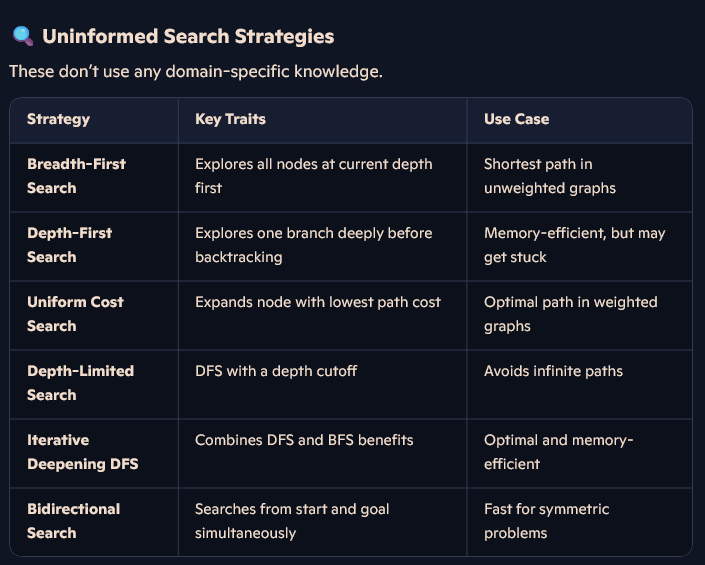 🔍 Uninformed Search Strategies
These don't use any domain-specific knowledge.
Strategy
Key Traits
Use Case
Breadth-First
Search
Explores all nodes at current depth
first
Shortest path in
unweighted graphs
Depth-First
Search
Explores one branch deeply before
backtracking
Memory-efficient, but may
get stuck
Uniform Cost
Search
Expands node with lowest path cost
Optimal path in weighted
graphs
Depth-Limited
Search
DFS with a depth cutoff
Avoids infinite paths
Iterative
Deepening DFS
Combines DFS and BFS benefits
Optimal and memory-
efficient
Bidirectional
Search
Searches from start and goal
simultaneously
Fast for symmetric
problems